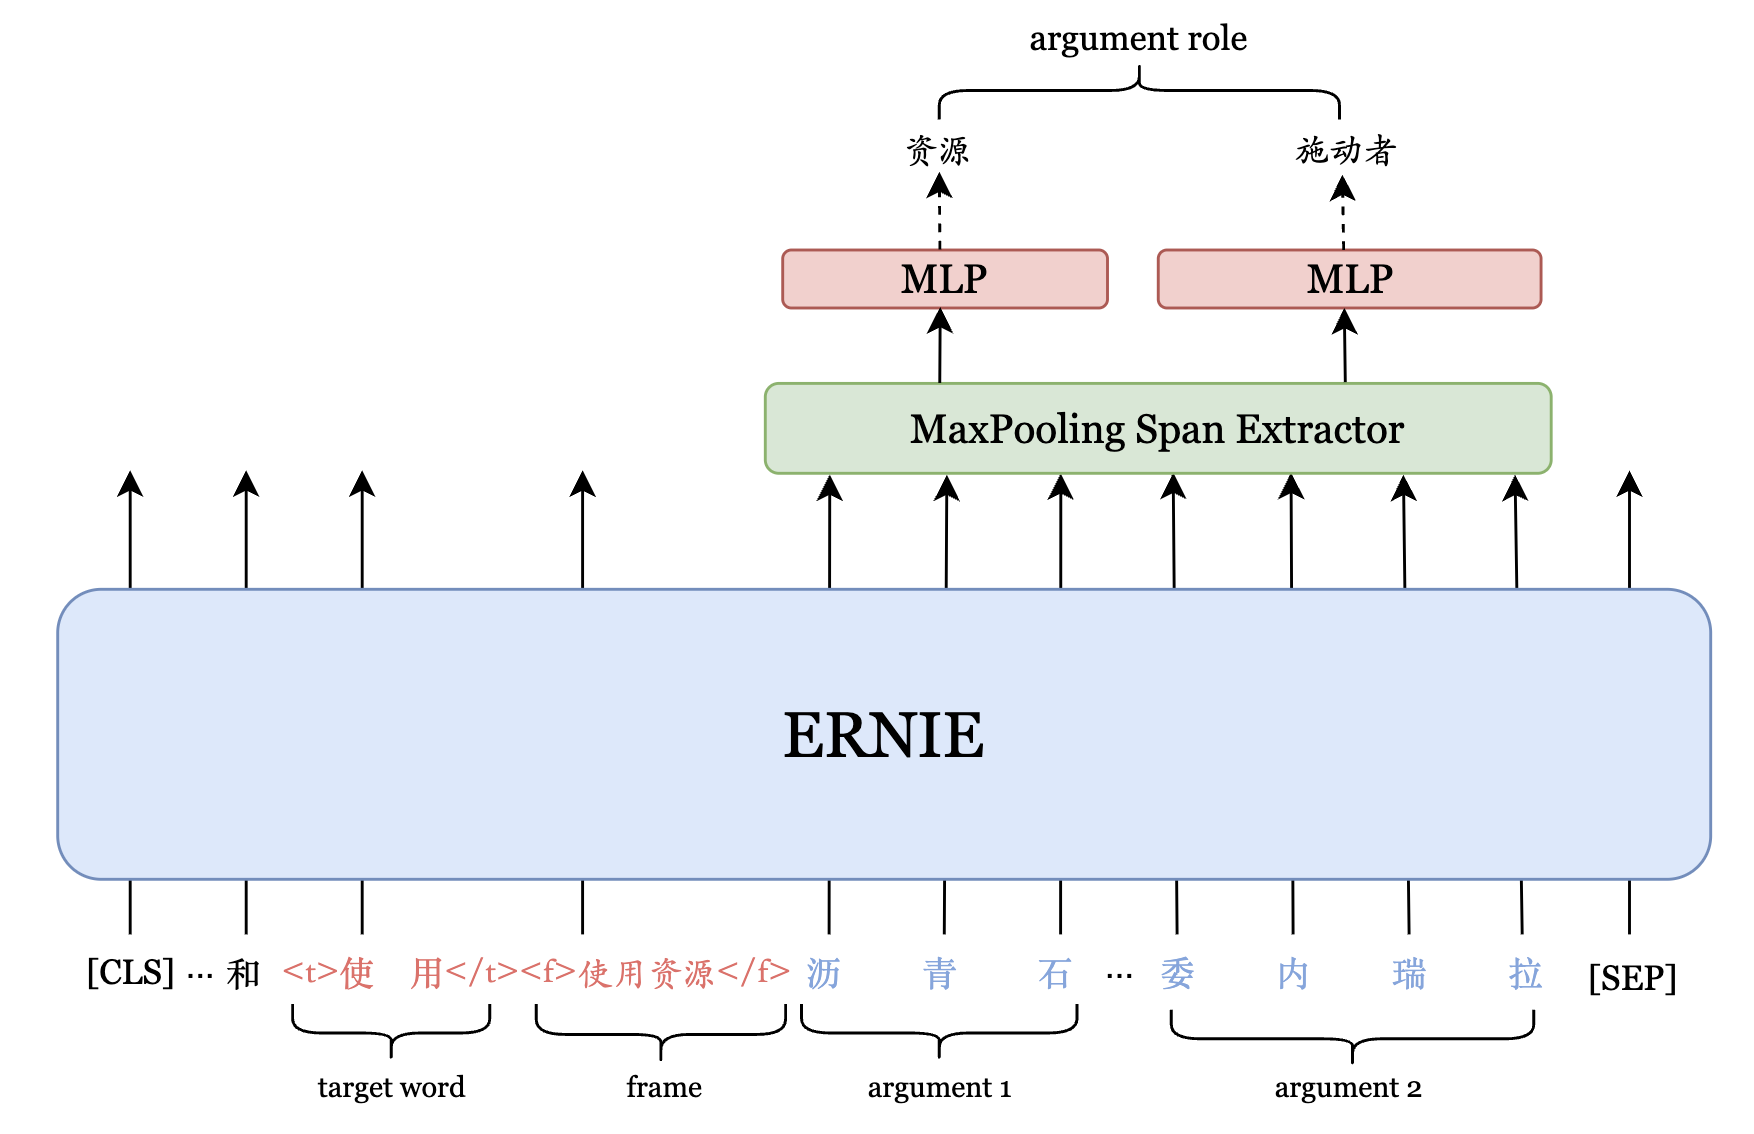 argument role
资源 施动者
MLP MLP
MaxPooling Span Extractor
ERNIE
[CLS] ... 和 <t>使 用</t><f>使用资源</f> 沥 青 石 ... 委 内 瑞 拉 [SEP]
target word frame argument 1 argument 2